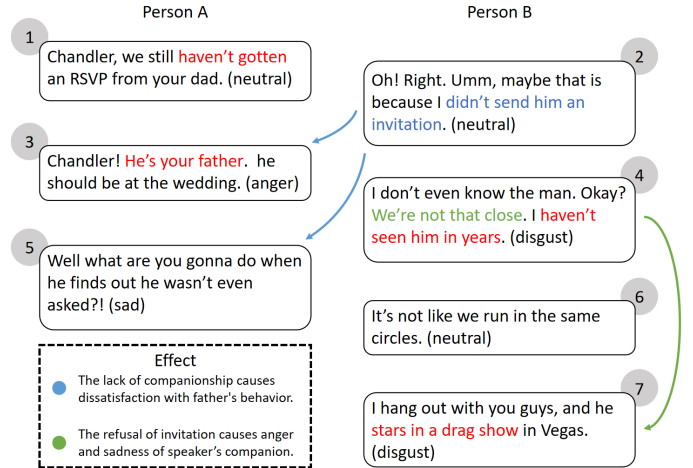 Person A
Person B
1
Chandler, we still haven't gotten
an RSVP from your dad. (neutral)
2
Oh! Right. Umm, maybe that is
because I didn't send him an
invitation. (neutral)
3
Chandler! He's your father.  he
should be at the wedding. (anger)
4
I don't even know the man. Okay?
We're not that close. I haven't
seen him in years. (disgust)
5
Well what are you gonna do when
he finds out he wasn't even
asked?! (sad)
6
It's not like we run in the same
circles. (neutral)
7
I hang out with you guys, and he
stars in a drag show in Vegas.
(disgust)
Effect
The lack of companionship causes
dissatisfaction with father's behavior.
The refusal of invitation causes anger
and sadness of speaker's companion.